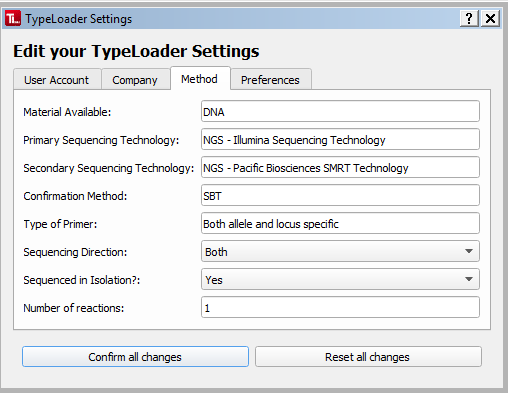 TypeLoader Settings
Edit your TypeLoader Settings
User Account Company Method Preferences
Material Available: DNA
Primary Sequencing Technology: NGS - Illumina Sequencing Technology
Secondary Sequencing Technology: NGS - Pacific Biosciences SMRT Technology
Confirmation Method: SBT
Type of Primer: Both allele and locus specific
Sequencing Direction: Both
Sequenced in Isolation?: Yes
Number of reactions: 1
Confirm all changes Reset all changes